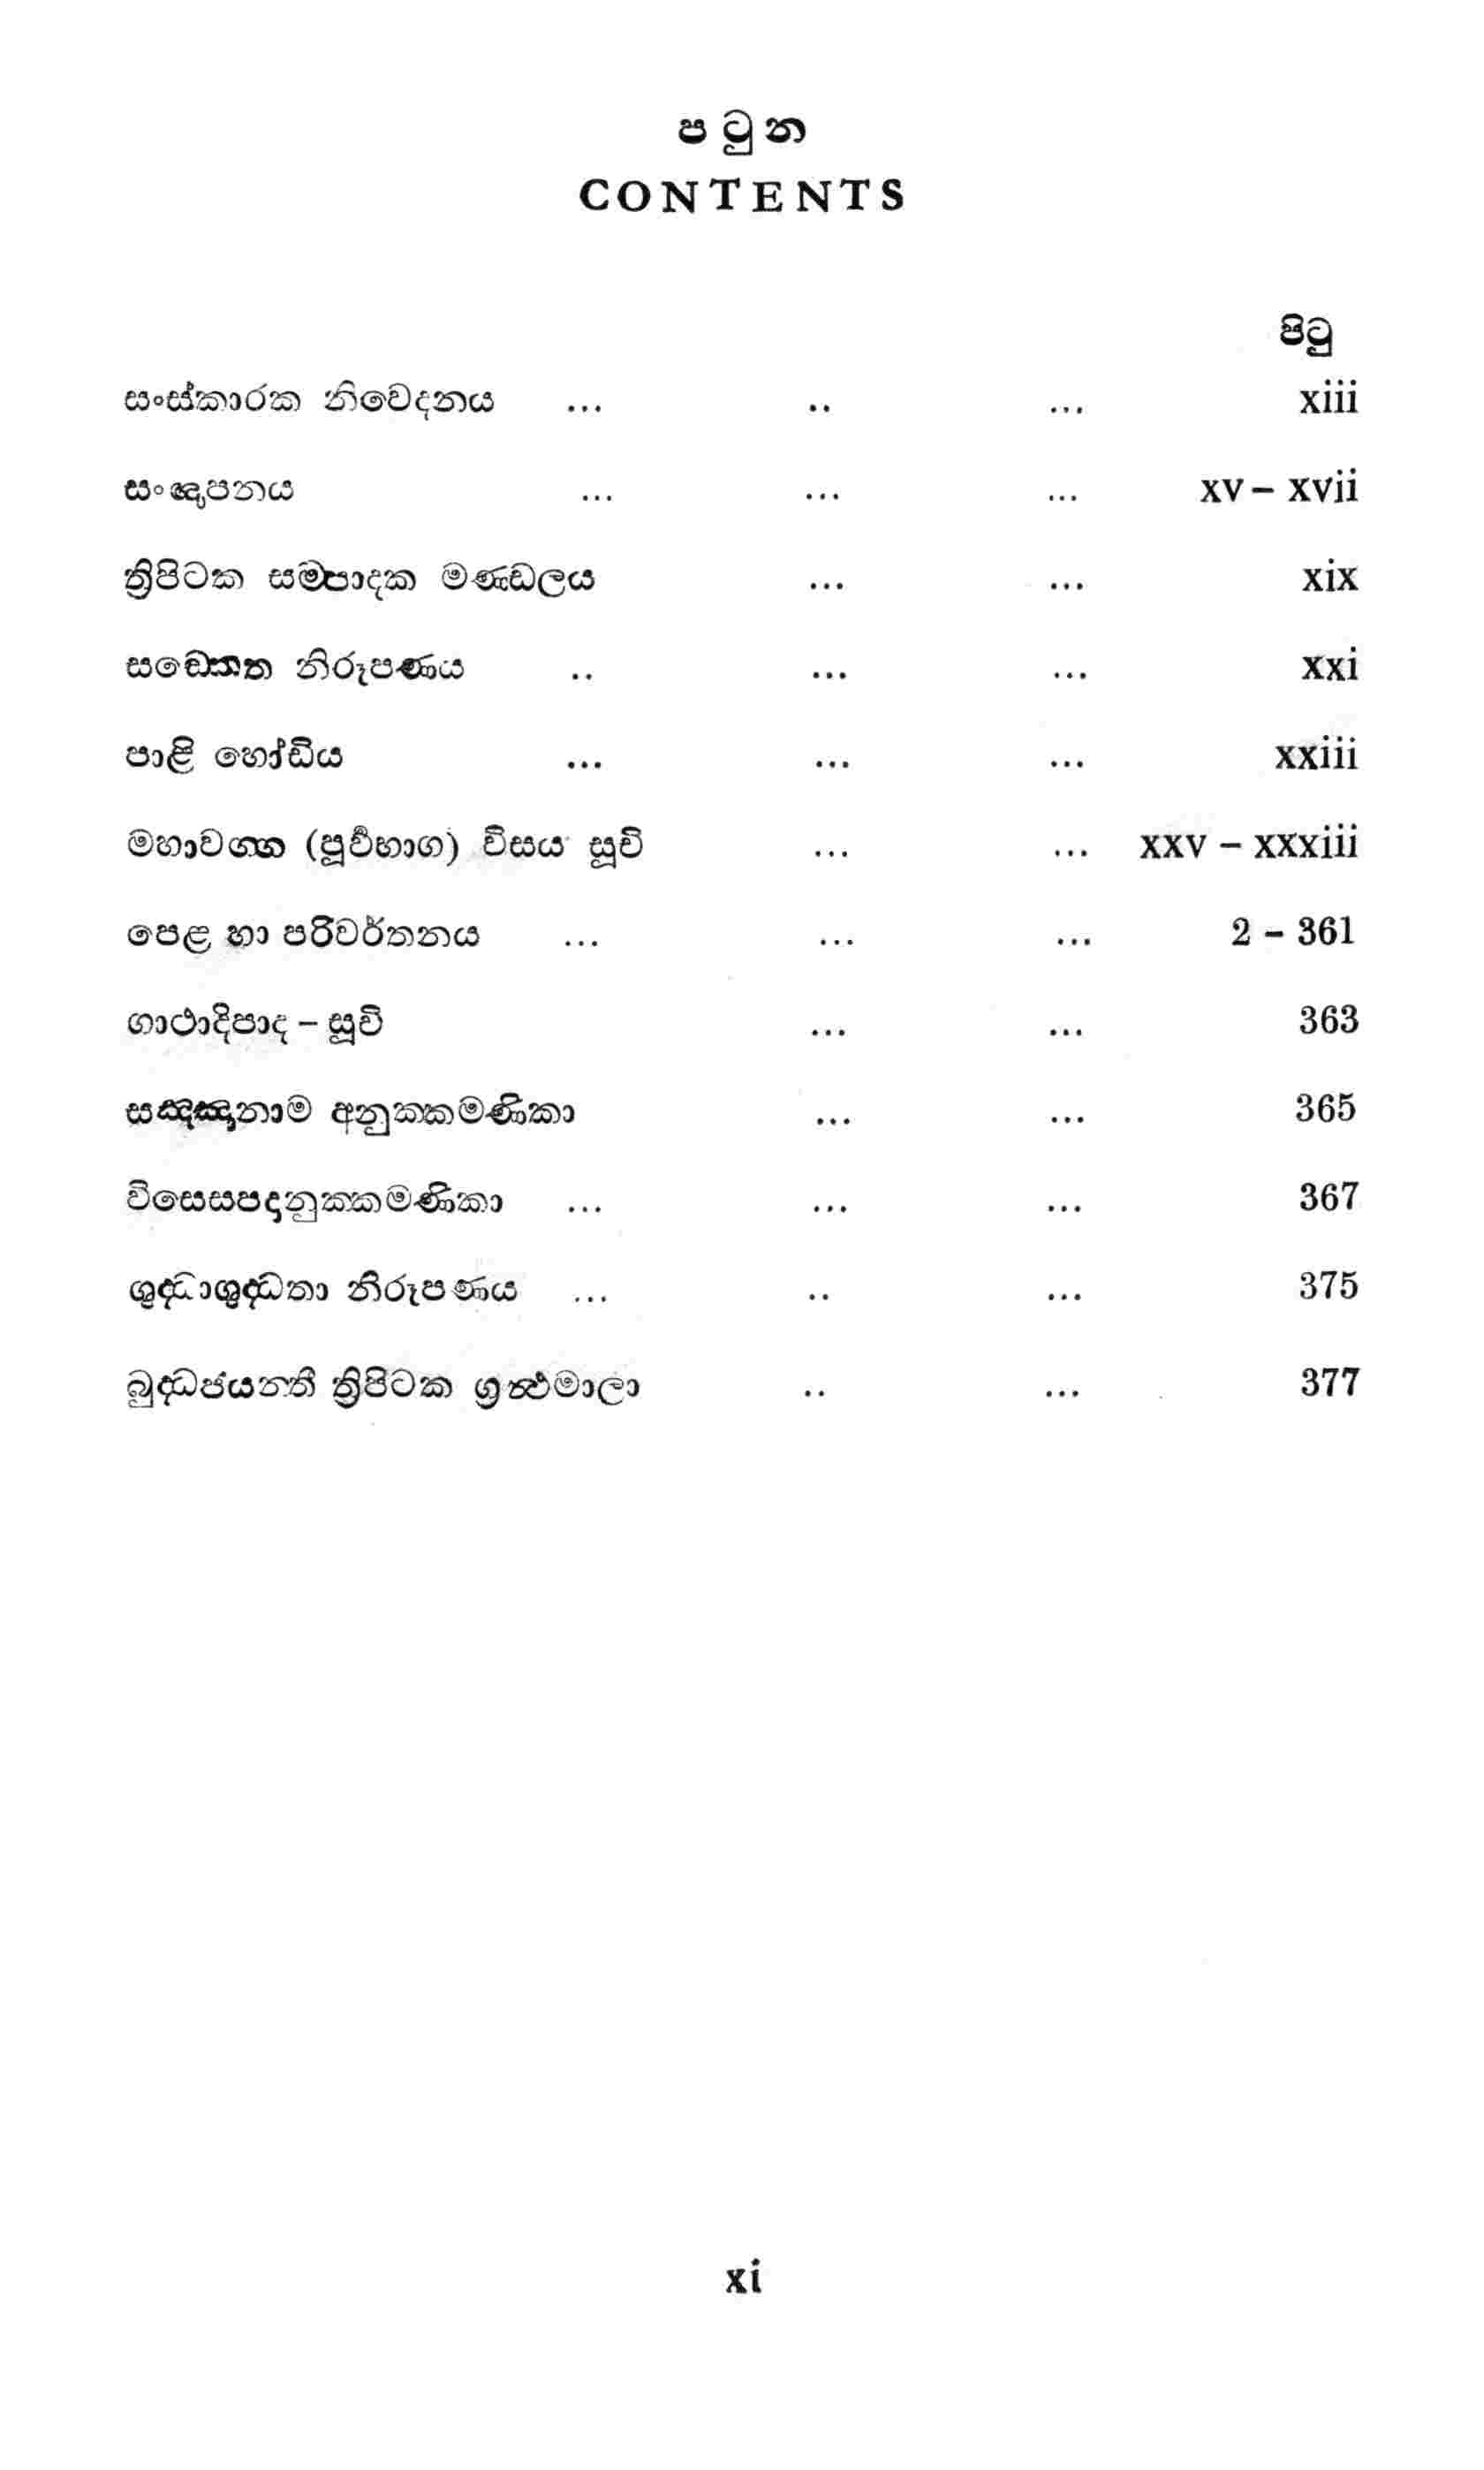 පටුන
CONTENTS
පිටු
සංස්කාරක නිවෙදනය ... .. ... xiii
සංඥාපනය ... ... ... xv – xvii
ත්‍රිපිටක සම්පාදක මණ්ඩලය ... ... xix
සඞ්කෙත නිරූපණය .. ... ... xxi
පාළි හෝඩිය ... ... ... xxiii
මහාවග්ග (පූර්‍වභාග) විසය සූචි ... ... xxv – xxxiii
පෙළ හා පරිවර්තනය ... ... ... 2 – 361
ගාථාදිපාද – සූචි ... ... 363
සඤ්ඤානාම අනුක්කමණිකා ... ... 365
විසෙසපදානුක්කමණිකා ... ... ... 367
ශුද්ධාශුද්ධතා නිරූපණය ... .. ... 375
බුද්ධජයන්ති ත්‍රිපිටක ග්‍රන්ථමාලා .. ... 377
xi